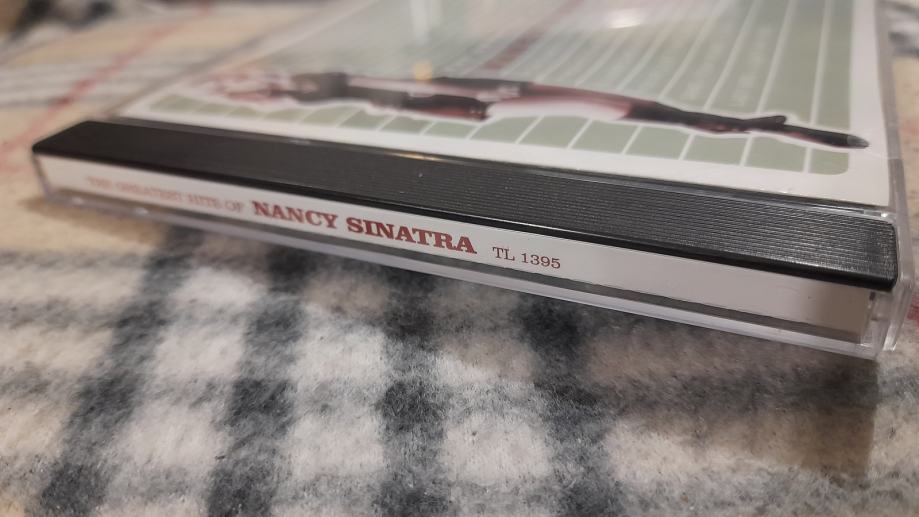 THE GREATEST HITS OF NANCY SINATRA TL 1395